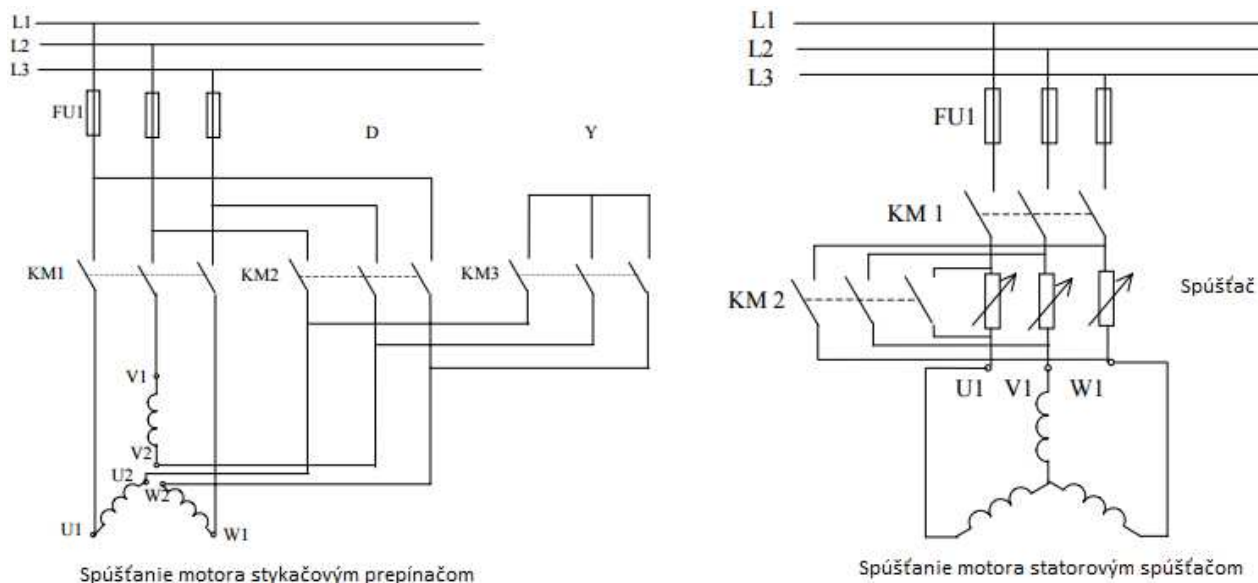 L1
L2
L3
FU1
D
Y
KM1
KM2
KM3
V1
V2
U2
W2
U1
W1
Spúšťanie motora stykačovým prepínačom
L1
L2
L3
FU1
KM 1
KM 2
Spúšťač
U1
V1
W1
Spúšťanie motora statorovým spúšťačom